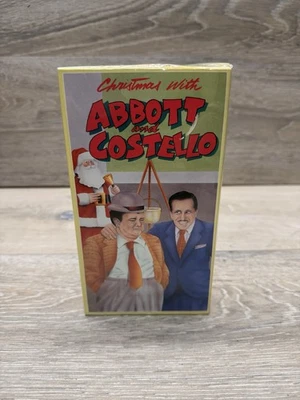 Christmas with
ABBOTT
and
COSTELLO